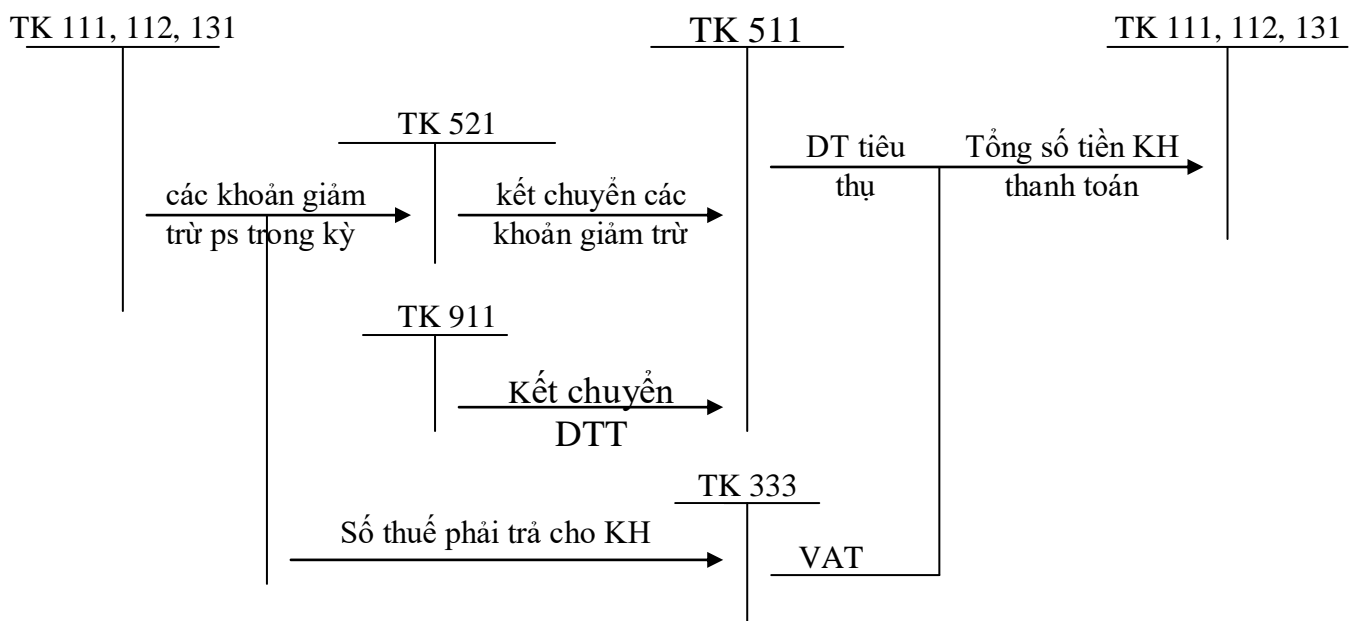 TK 111, 112, 131
TK 511
TK 111, 112, 131
TK 521
DT tiêu
thụ
Tổng số tiền KH
thanh toán
các khoản giảm
trừ ps trong kỳ
kết chuyển các
khoản giảm trừ
TK 911
Kết chuyển
DTT
TK 333
Số thuế phải trả cho KH
VAT